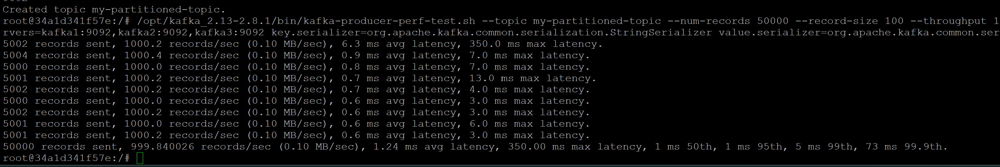 Created topic my-partitioned-topic.
root@34a1d341f57e:/# /opt/kafka_2.13-2.8.1/bin/kafka-producer-perf-test.sh --topic my-partitioned-topic --num-records 50000 --record-size 100 --throughput 1
rvers=kafka1:9092,kafka2:9092,kafka3:9092 key.serializer=org.apache.kafka.common.serialization.StringSerializer value.serializer=org.apache.kafka.common.ser
5002 records sent, 1000.2 records/sec (0.10 MB/sec), 6.3 ms avg latency, 350.0 ms max latency.
5004 records sent, 1000.4 records/sec (0.10 MB/sec), 0.9 ms avg latency, 7.0 ms max latency.
5000 records sent, 1000.0 records/sec (0.10 MB/sec), 0.8 ms avg latency, 7.0 ms max latency.
5001 records sent, 1000.2 records/sec (0.10 MB/sec), 0.7 ms avg latency, 13.0 ms max latency.
5002 records sent, 1000.2 records/sec (0.10 MB/sec), 0.7 ms avg latency, 4.0 ms max latency.
5000 records sent, 1000.0 records/sec (0.10 MB/sec), 0.6 ms avg latency, 3.0 ms max latency.
5002 records sent, 1000.2 records/sec (0.10 MB/sec), 0.6 ms avg latency, 3.0 ms max latency.
5001 records sent, 1000.0 records/sec (0.10 MB/sec), 0.6 ms avg latency, 6.0 ms max latency.
5001 records sent, 1000.2 records/sec (0.10 MB/sec), 0.6 ms avg latency, 3.0 ms max latency.
50000 records sent, 999.840026 records/sec (0.10 MB/sec), 1.24 ms avg latency, 350.00 ms max latency, 1 ms 50th, 1 ms 95th, 5 ms 99th, 73 ms 99.9th.
root@34a1d341f57e:/#